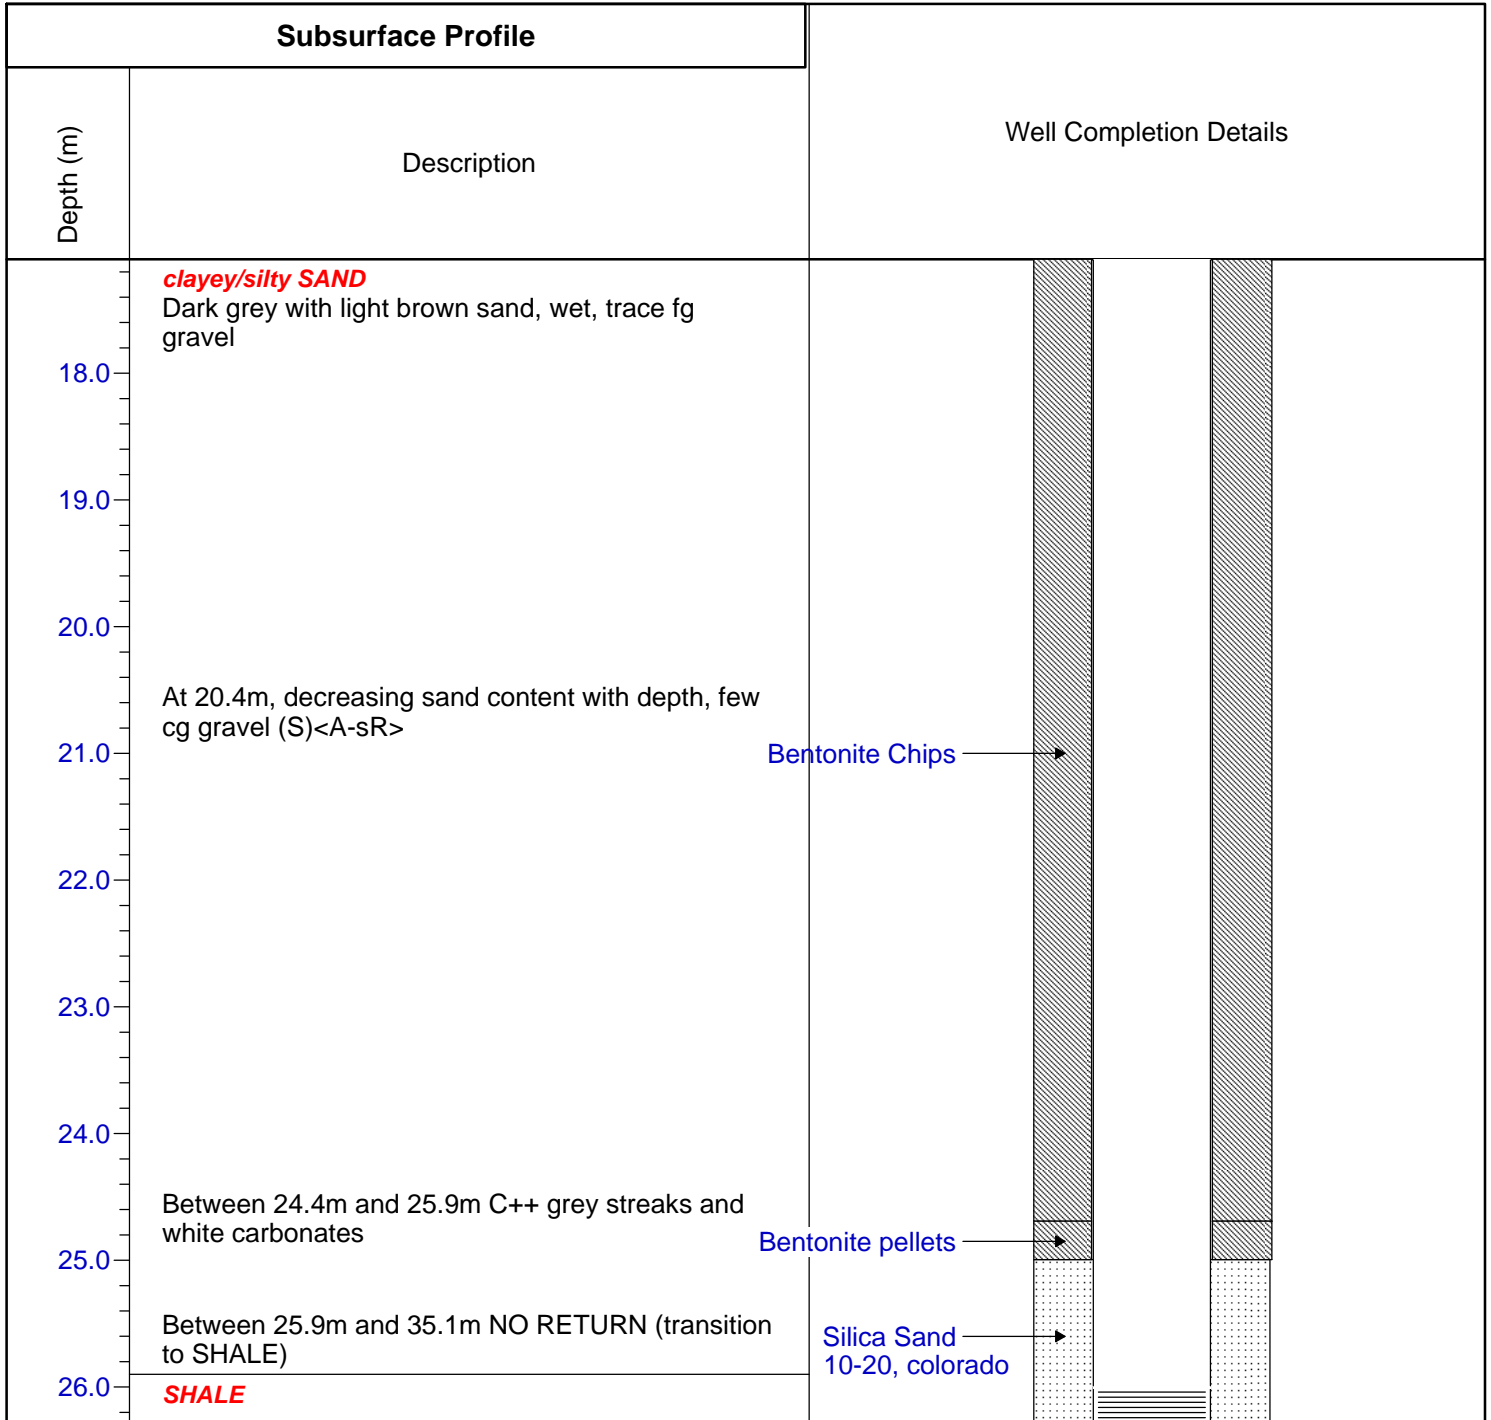 Subsurface Profile
Depth (m)
Description
Well Completion Details
clayey/silty SAND
Dark grey with light brown sand, wet, trace fg
gravel
18.0
19.0
20.0
At 20.4m, decreasing sand content with depth, few
cg gravel (S)<A-sR>
21.0
Bentonite Chips
22.0
23.0
24.0
Between 24.4m and 25.9m C++ grey streaks and
white carbonates
Bentonite pellets
25.0
Between 25.9m and 35.1m NO RETURN (transition
to SHALE)
Silica Sand
10-20, colorado
26.0
SHALE